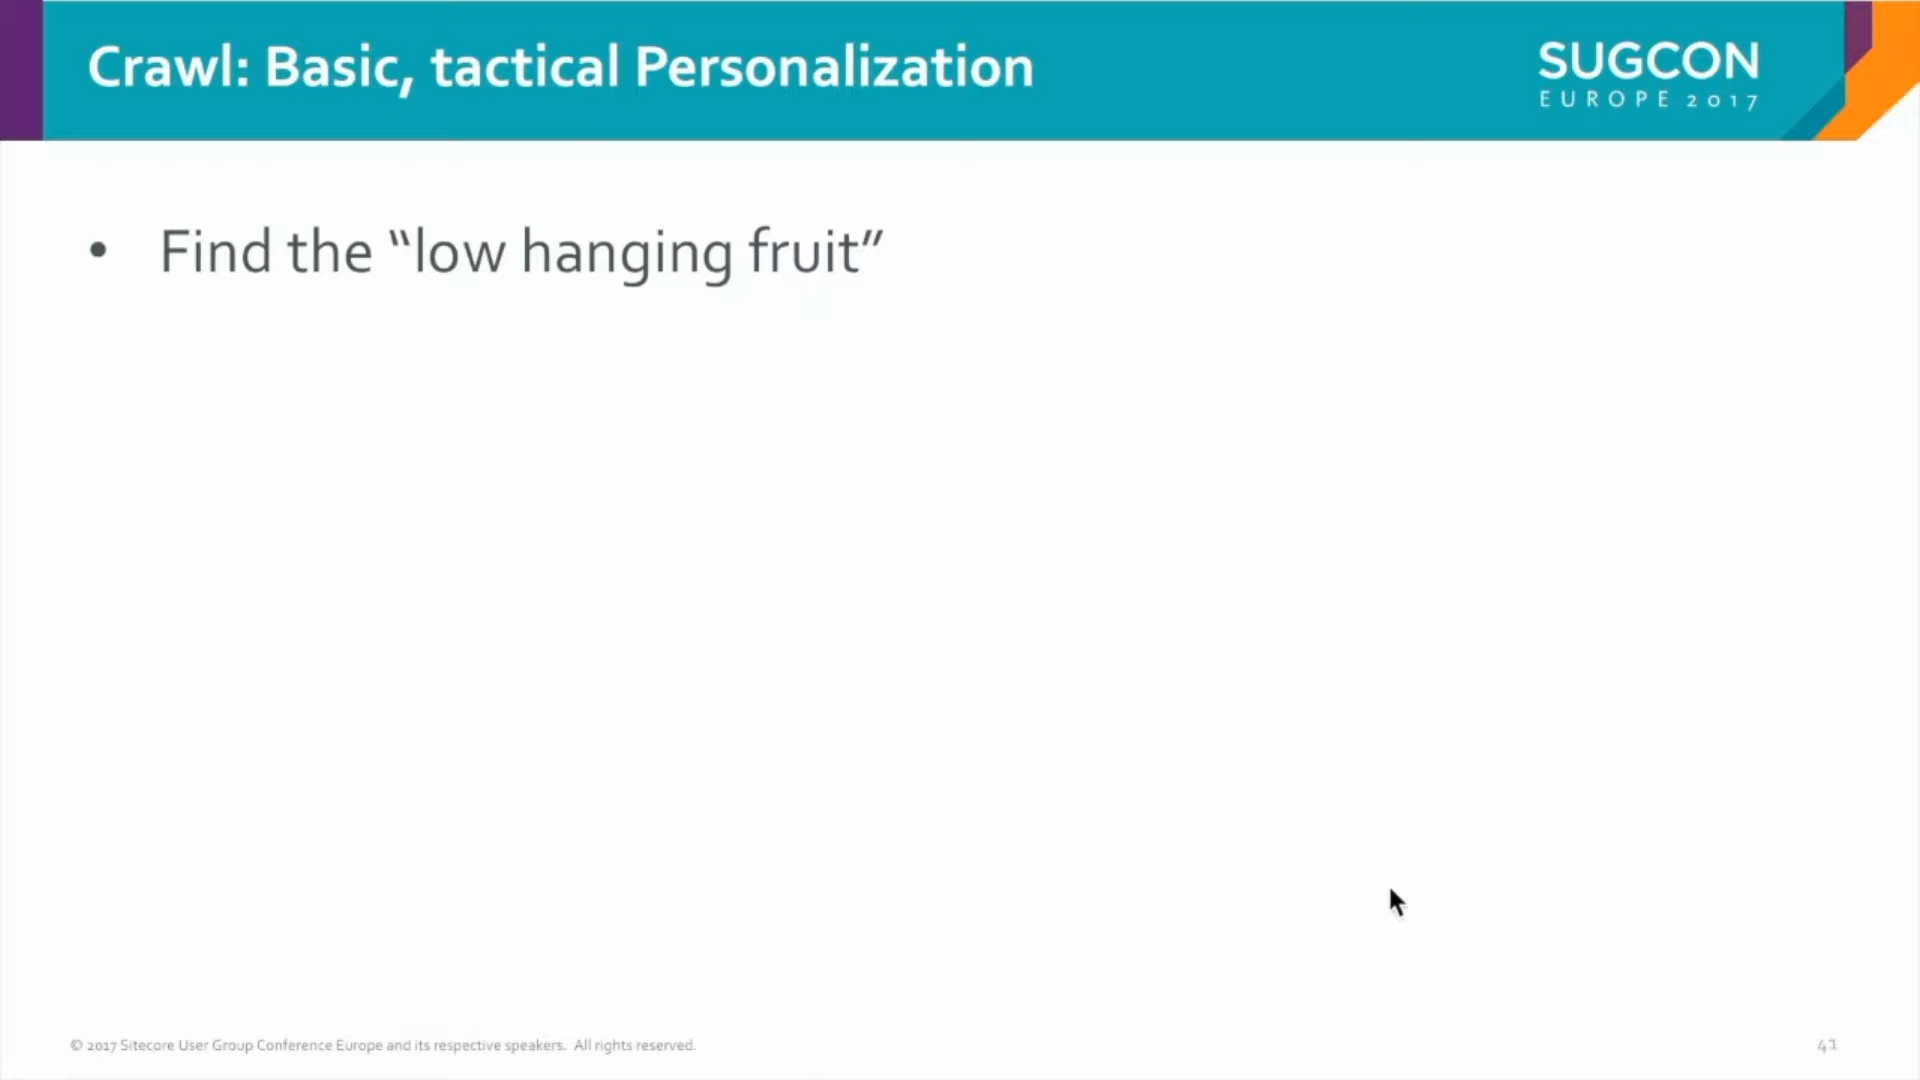 Crawl: Basic, tactical Personalization
SUGCON
EUROPE 2017
• Find the “low hanging fruit”
© 2017 Sitecore User Group Conference Europe and its respective speakers. All rights reserved.
41